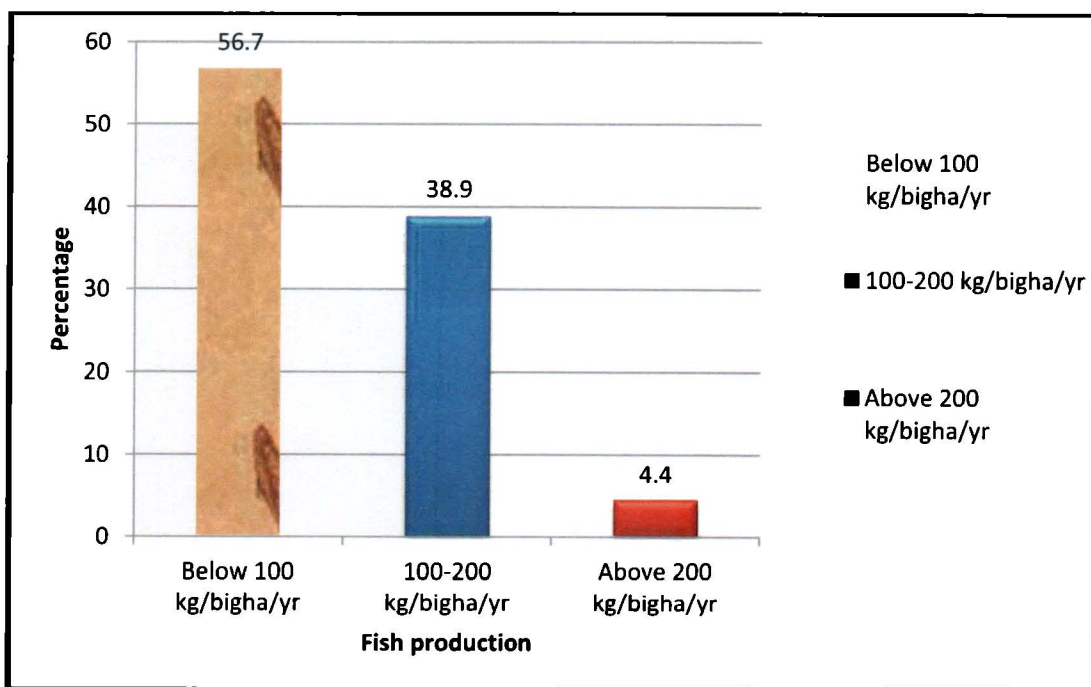 60
50
40
30
20
10
0
Percentage
56.7
38.9
4.4
Below 100
kg/bigha/yr
100-200
kg/bigha/yr
Above 200
kg/bigha/yr
Fish production
Below 100
kg/bigha/yr
100-200 kg/bigha/yr
Above 200
kg/bigha/yr